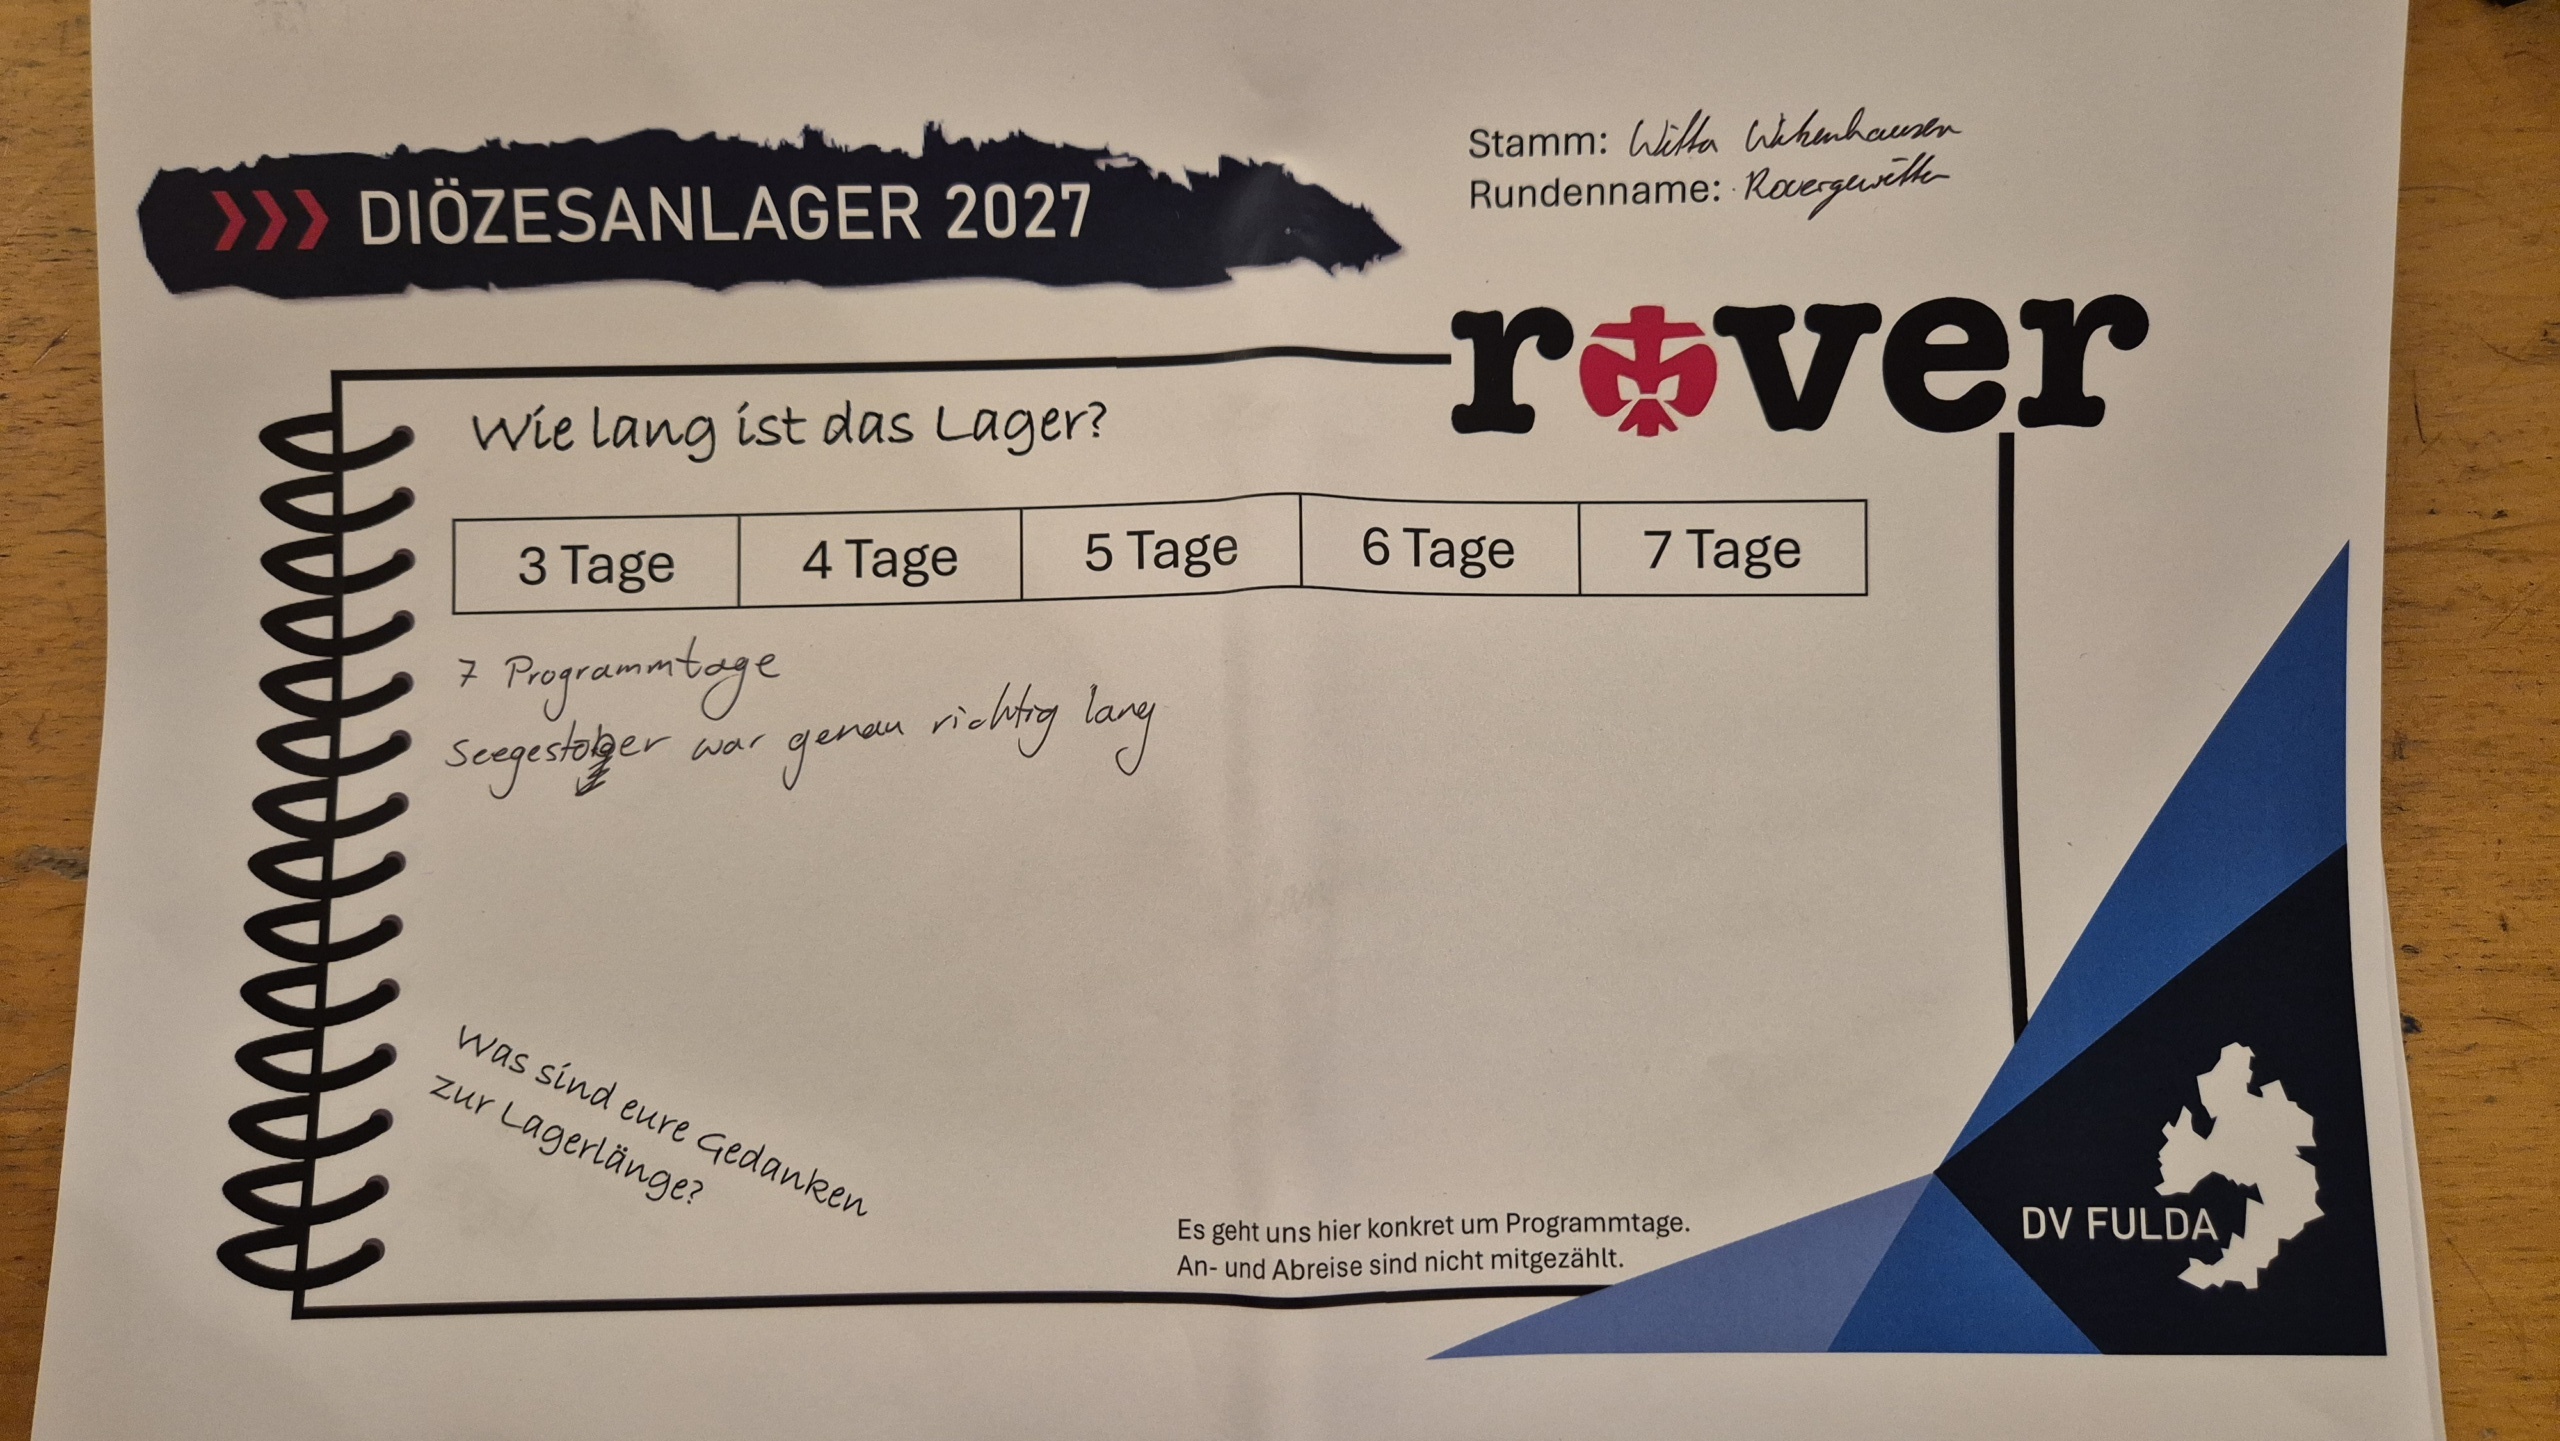 DIÖZESANLAGER 2027
Stamm: Witta Witzenhausen
Rundenname: Rovergewitter
rover
Wie lang ist das Lager?
3 Tage 4 Tage 5 Tage 6 Tage 7 Tage
7 Programmtage
war genau richtig lang
Was sind eure Gedanken
zur Lagerlänge?
Es geht uns hier konkret um Programmtage.
An- und Abreise sind nicht mitgezählt.
DV FULDA